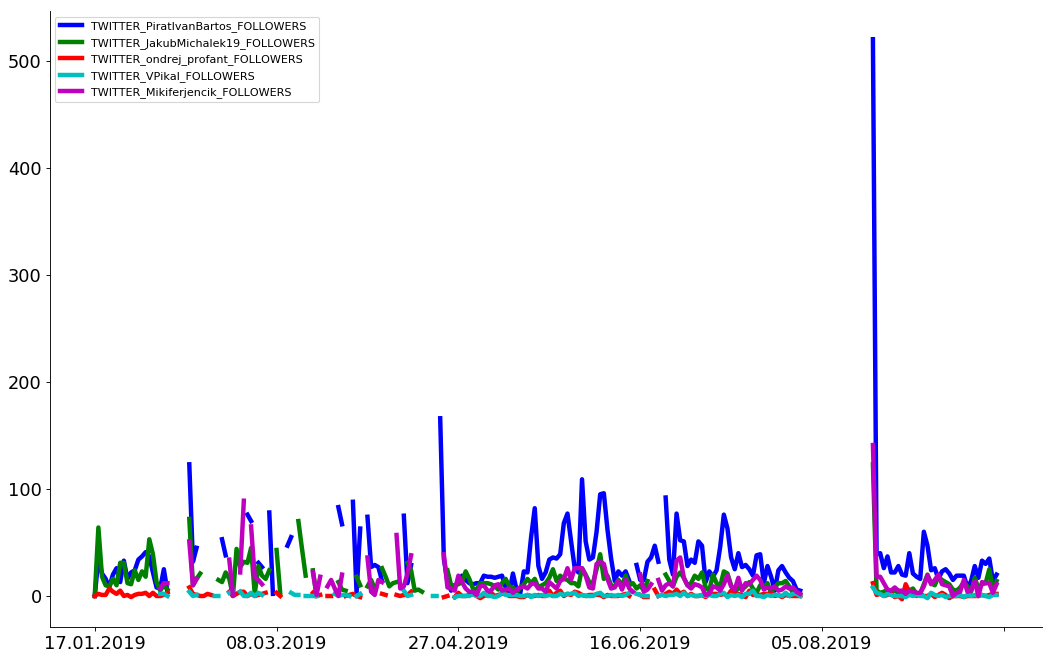 TWITTER_PiratIvanBartos_FOLLOWERS
TWITTER_JakubMichalek19_FOLLOWERS
TWITTER_ondrej_profant_FOLLOWERS
TWITTER_VPikal_FOLLOWERS
TWITTER_Mikiferjencik_FOLLOWERS
500
400
300
200
100
0
17.01.2019 08.03.2019 27.04.2019 16.06.2019 05.08.2019